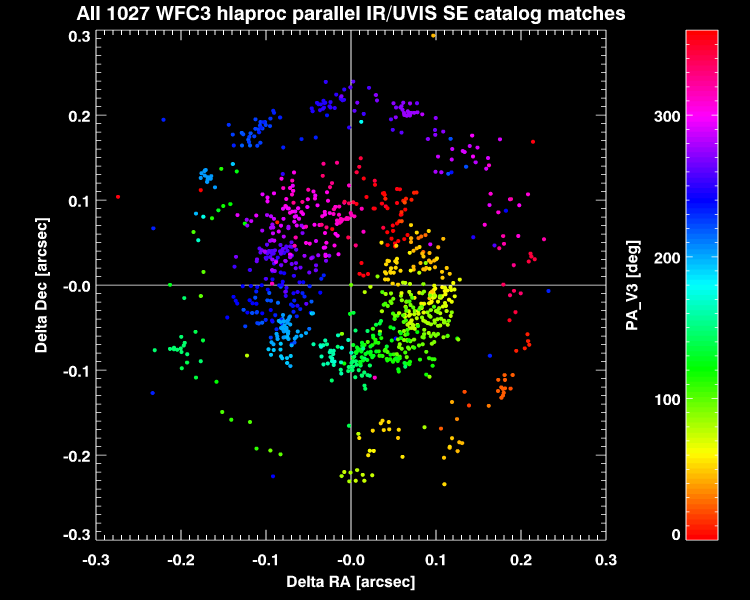 All 1027 WFC3 hlaproc parallel IR/UVIS SE catalog matches
0.3
0.2
0.1
-0.0
-0.1
-0.2
-0.3
Delta Dec [arcsec]
-0.3 -0.2 -0.1 -0.0 0.1 0.2 0.3
Delta RA [arcsec]
PA_V3 [deg]
300
200
100
0